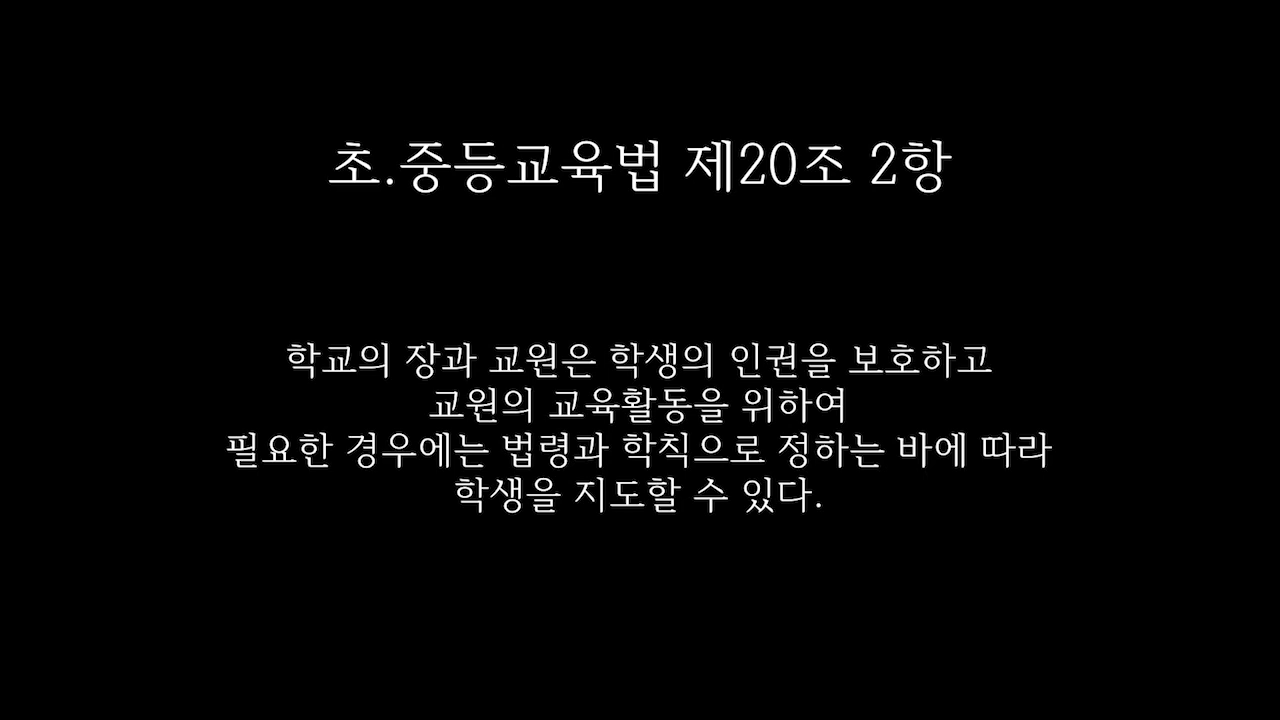 초.중등교육법 제20조 2항
학교의 장과 교원은 학생의 인권을 보호하고
교원의 교육활동을 위하여
필요한 경우에는 법령과 학칙으로 정하는 바에 따라
학생을 지도할 수 있다.